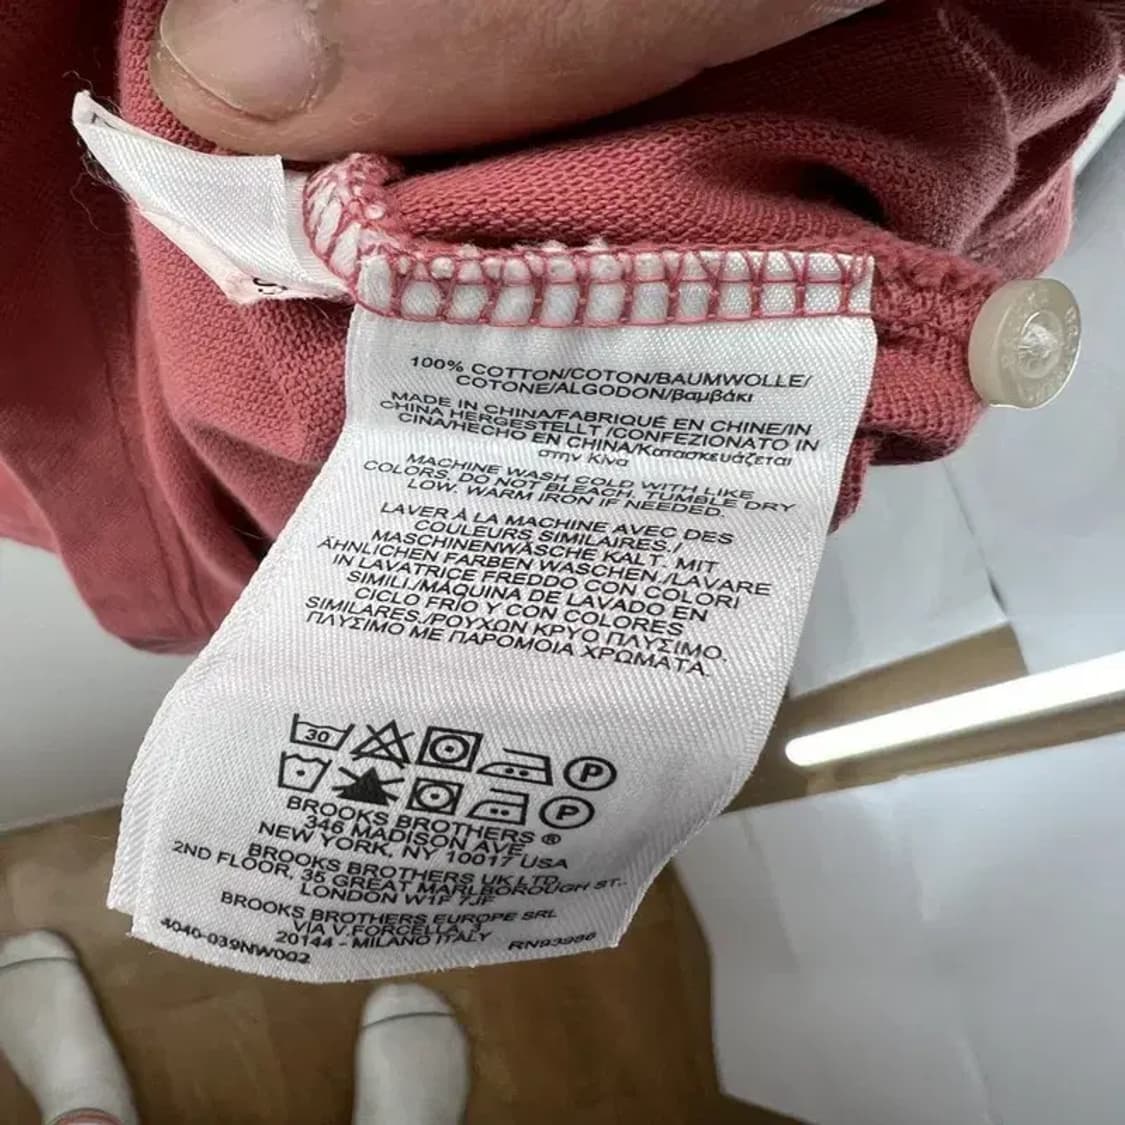 100% COTTON/COTON/BAUMWOLLE/
COTONE/ALGODON/βαμβάκι
MADE IN CHINA/FABRIQUÉ EN CHINE/IN
CHINA HERGESTELLT /CONFEZIONATO IN
CINA/HECHO EN CHINA/Κατασκευάζεται
στην Κίνα
MACHINE WASH COLD WITH LIKE
COLORS. DO NOT BLEACH. TUMBLE DRY
LOW. WARM IRON IF NEEDED.
LAVER À LA MACHINE AVEC DES
COULEURS SIMILAIRES./
MASCHINENWÄSCHE KALT. MIT
ÄHNLICHEN FARBEN WASCHEN./LAVARE
IN LAVATRICE FREDDO CON COLORI
SIMILI./MÁQUINA DE LAVADO EN
CICLO FRÍO Y CON COLORES
SIMILARES./ΡΟΥΧΩΝ ΚΡΥΟ ΠΛΥΣΙΜΟ.
ΠΛΥΣΙΜΟ ΜΕ ΠΑΡΟΜΟΙΑ ΧΡΩΜΑΤΑ.
30 P
P
BROOKS BROTHERS ®
346 MADISON AVE
NEW YORK, NY 10017 USA
BROOKS BROTHERS UK LTD.
2ND FLOOR, 35 GREAT MARLBOROUGH ST..
LONDON W1F 7JF
BROOKS BROTHERS EUROPE SRL
VIA V.FORCELLA, 3
20144 - MILANO ITALY
4040-039NW002 RN93986